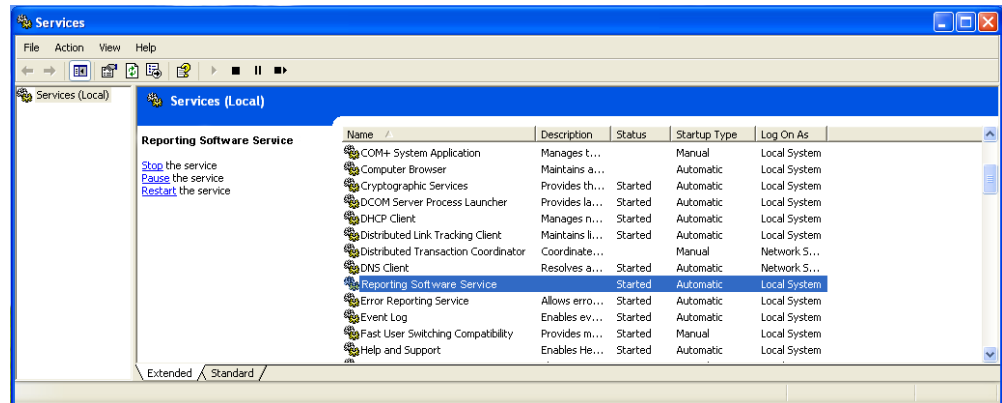 Services
File Action View Help
Services (Local)
Services (Local)
Reporting Software Service
Stop the service
Pause the service
Restart the service
Name Description Status Startup Type Log On As
COM+ System Application Manages t... Manual Local System
Computer Browser Maintains a... Automatic Local System
Cryptographic Services Provides th... Started Automatic Local System
DCOM Server Process Launcher Provides la... Started Automatic Local System
DHCP Client Manages n... Started Automatic Local System
Distributed Link Tracking Client Maintains li... Started Automatic Local System
Distributed Transaction Coordinator Coordinate... Manual Network S...
DNS Client Resolves a... Started Automatic Network S...
Reporting Software Service Started Automatic Local System
Error Reporting Service Allows erro... Started Automatic Local System
Event Log Enables ev... Started Automatic Local System
Fast User Switching Compatibility Provides m... Started Manual Local System
Help and Support Enables He... Started Automatic Local System
Extended Standard